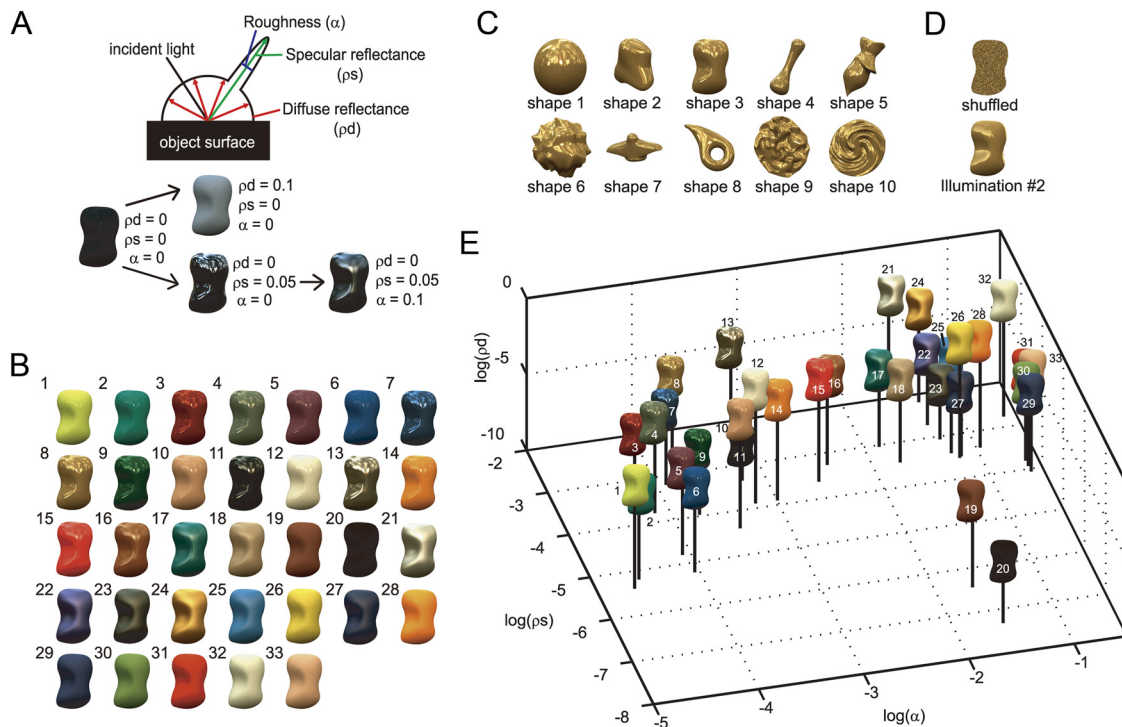 A
Roughness (α)
incident light
Specular reflectance
(ρs)
Diffuse reflectance
(ρd)
object surface
ρd = 0.1
ρs = 0
α = 0
ρd = 0
ρs = 0
α = 0
ρd = 0
ρs = 0.05
α = 0
ρd = 0
ρs = 0.05
α = 0.1
B
1 2 3 4 5 6 7
8 9 10 11 12 13 14
15 16 17 18 19 20 21
22 23 24 25 26 27 28
29 30 31 32 33
C
shape 1 shape 2 shape 3 shape 4 shape 5
shape 6 shape 7 shape 8 shape 9 shape 10
D
shuffled
Illumination #2
E
log(ρd)
0
-5
-10
log(ρs)
-2
-3
-4
-5
-6
-7
-8
log(α)
-5
-4
-3
-2
-1
1
2
3
4
5
6
7
8
9
10
11
12
13
14
15
16
17
18
19
20
21
22
23
24
25
26
27
28
29
30
31
32
33